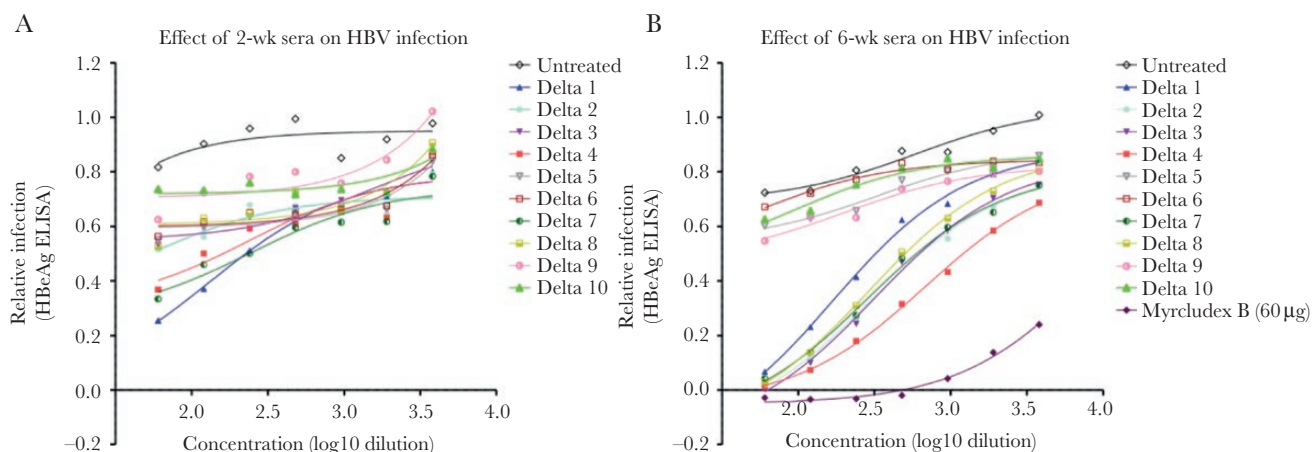 A
Effect of 2-wk sera on HBV infection
Relative infection
(HBeAg ELISA)
1.2
1.0
0.8
0.6
0.4
0.2
0.0
–0.2
2.0
2.5
3.0
3.5
4.0
Concentration (log10 dilution)
Untreated
Delta 1
Delta 2
Delta 3
Delta 4
Delta 5
Delta 6
Delta 7
Delta 8
Delta 9
Delta 10
B
Effect of 6-wk sera on HBV infection
Relative infection
(HBeAg ELISA)
1.2
1.0
0.8
0.6
0.4
0.2
0.0
–0.2
2.0
2.5
3.0
3.5
4.0
Concentration (log10 dilution)
Untreated
Delta 1
Delta 2
Delta 3
Delta 4
Delta 5
Delta 6
Delta 7
Delta 8
Delta 9
Delta 10
Myrcludex B (60 μg)